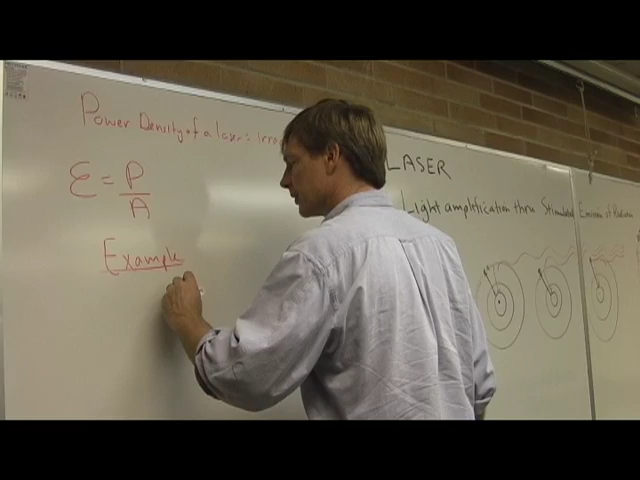 Power Density of a laser: irra
ε = P
A
Example
LASER
Light amplification thru Stimulated Emission of Radiation